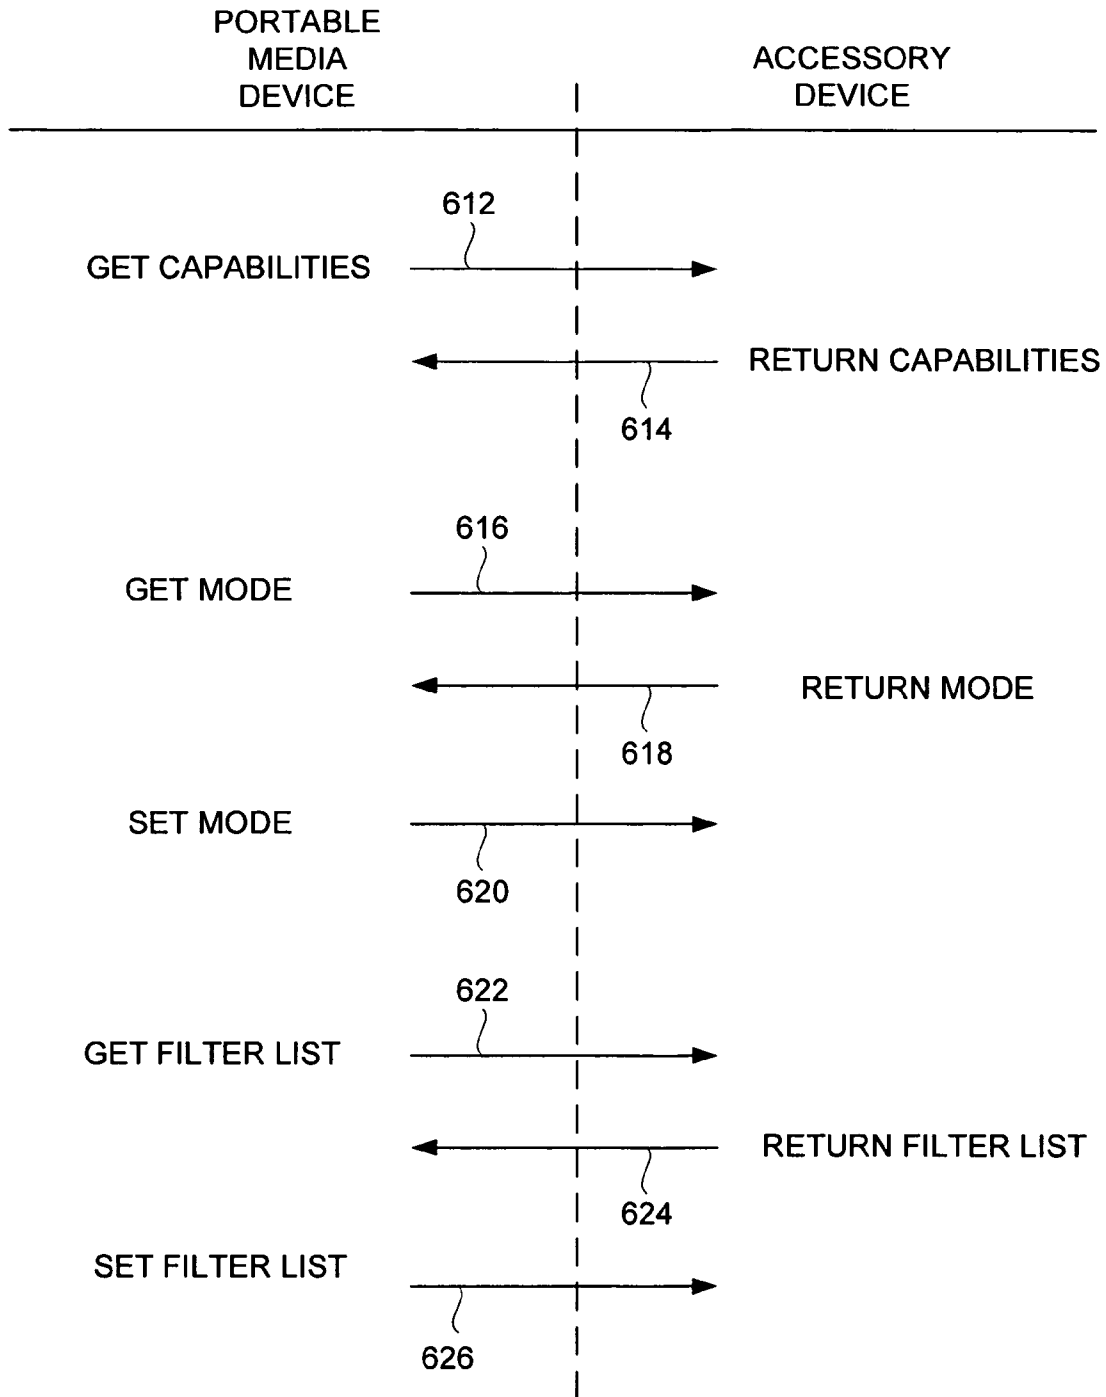 PORTABLE
MEDIA
DEVICE
ACCESSORY
DEVICE
612
GET CAPABILITIES
RETURN CAPABILITIES
614
616
GET MODE
RETURN MODE
618
SET MODE
620
622
GET FILTER LIST
RETURN FILTER LIST
624
SET FILTER LIST
626